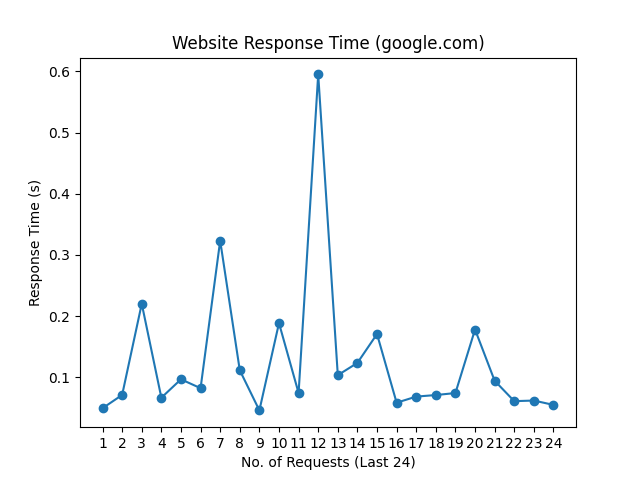 Website Response Time (google.com)
0.6
0.5
0.4
0.3
0.2
0.1
Response Time (s)
1 2 3 4 5 6 7 8 9 10 11 12 13 14 15 16 17 18 19 20 21 22 23 24
No. of Requests (Last 24)